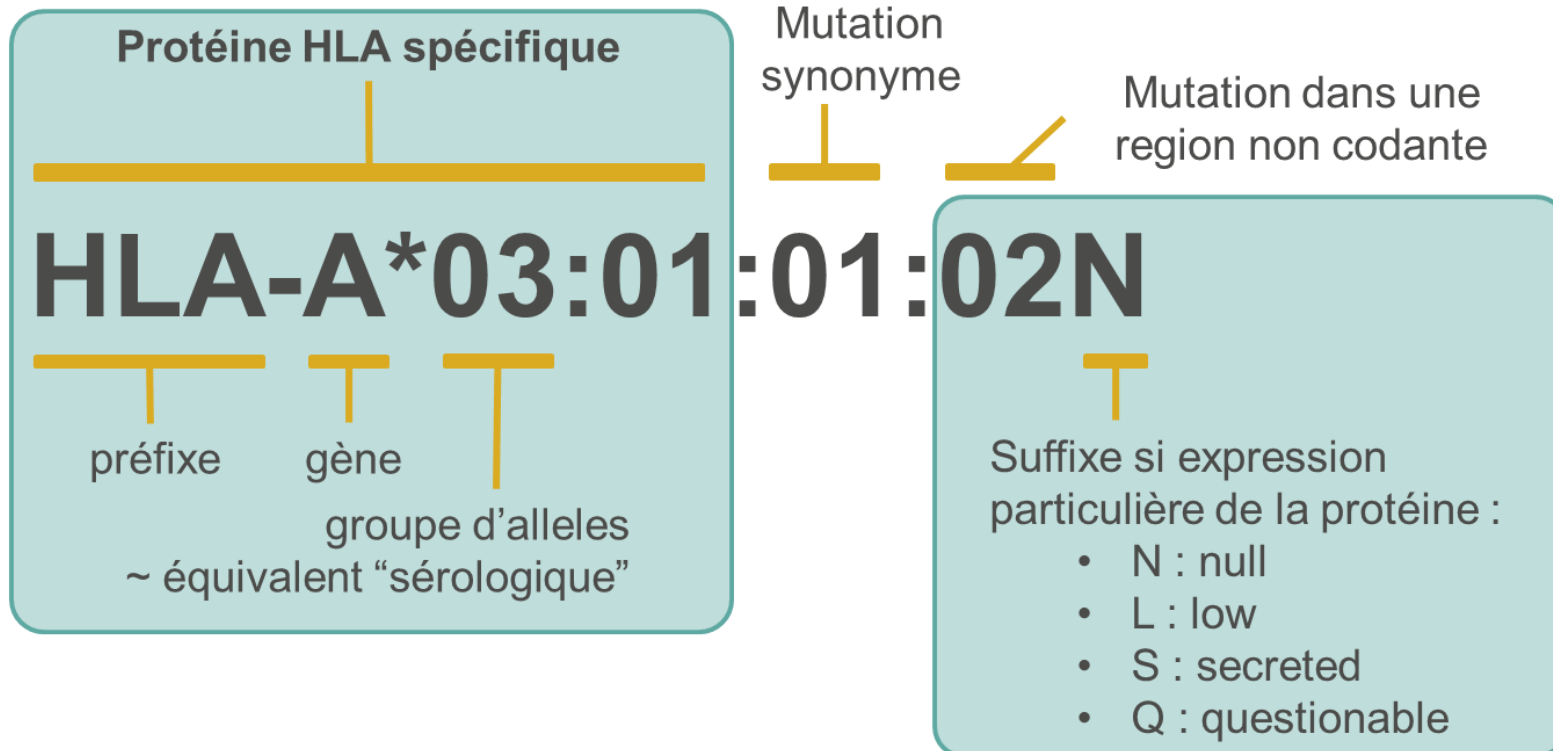 Protéine HLA spécifique
Mutation
synonyme
Mutation dans une
region non codante
HLA-A*03:01:01:02N
préfixe
gène
groupe d’alleles
~ équivalent “sérologique”
Suffixe si expression
particulière de la protéine :
• N : null
• L : low
• S : secreted
• Q : questionable